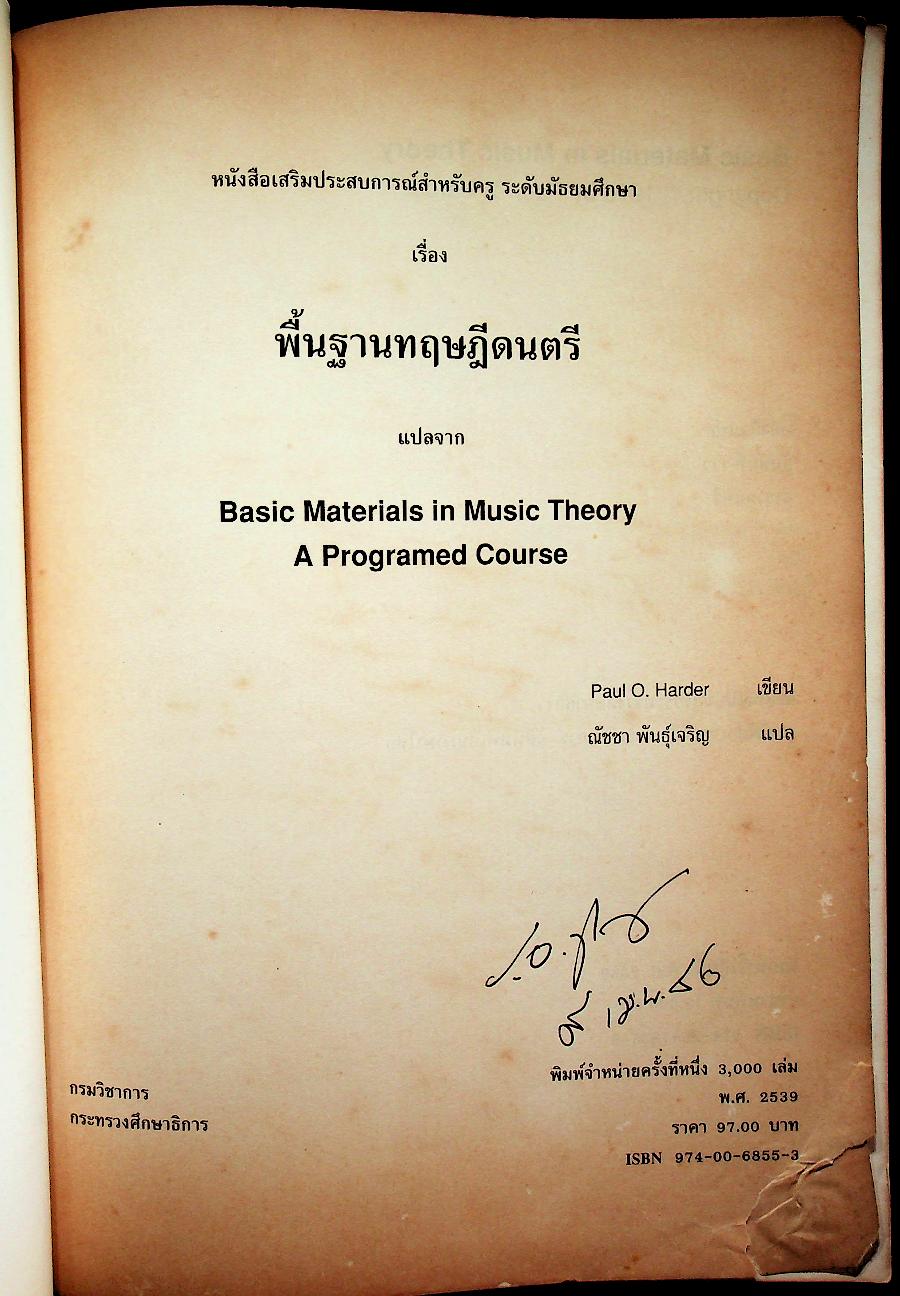 หนังสือเสริมประสบการณ์สำหรับครู ระดับมัธยมศึกษา
เรื่อง
พื้นฐานทฤษฎีดนตรี
แปลจาก
Basic Materials in Music Theory
A Programed Course
Paul O. Harder เขียน
ณัชชา พันธุ์เจริญ แปล
เม.ย. ๔๖
พิมพ์จำหน่ายครั้งที่หนึ่ง 3,000 เล่ม
พ.ศ. 2539
ราคา 97.00 บาท
ISBN 974-00-6855-3
กรมวิชาการ
กระทรวงศึกษาธิการ